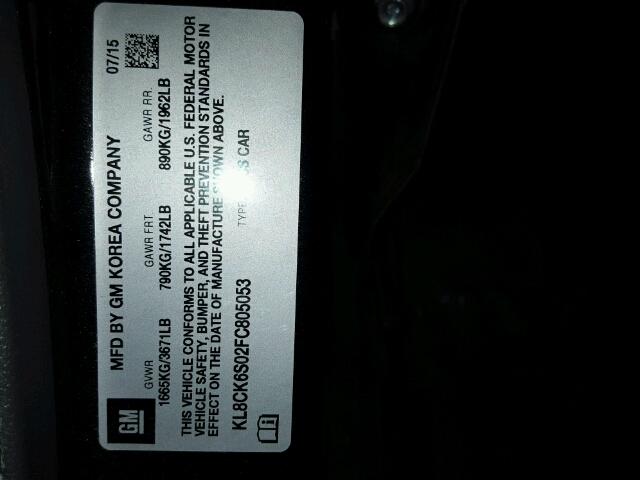 GM
MFD BY GM KOREA COMPANY 07/15
GVWR GAWR FRT GAWR RR.
1665KG/3671LB 790KG/1742LB 890KG/1962LB
THIS VEHICLE CONFORMS TO ALL APPLICABLE U.S. FEDERAL MOTOR
VEHICLE SAFETY, BUMPER, AND THEFT PREVENTION STANDARDS IN
EFFECT ON THE DATE OF MANUFACTURE SHOWN ABOVE.
KL8CK6S02FC805053 TYPE CAR